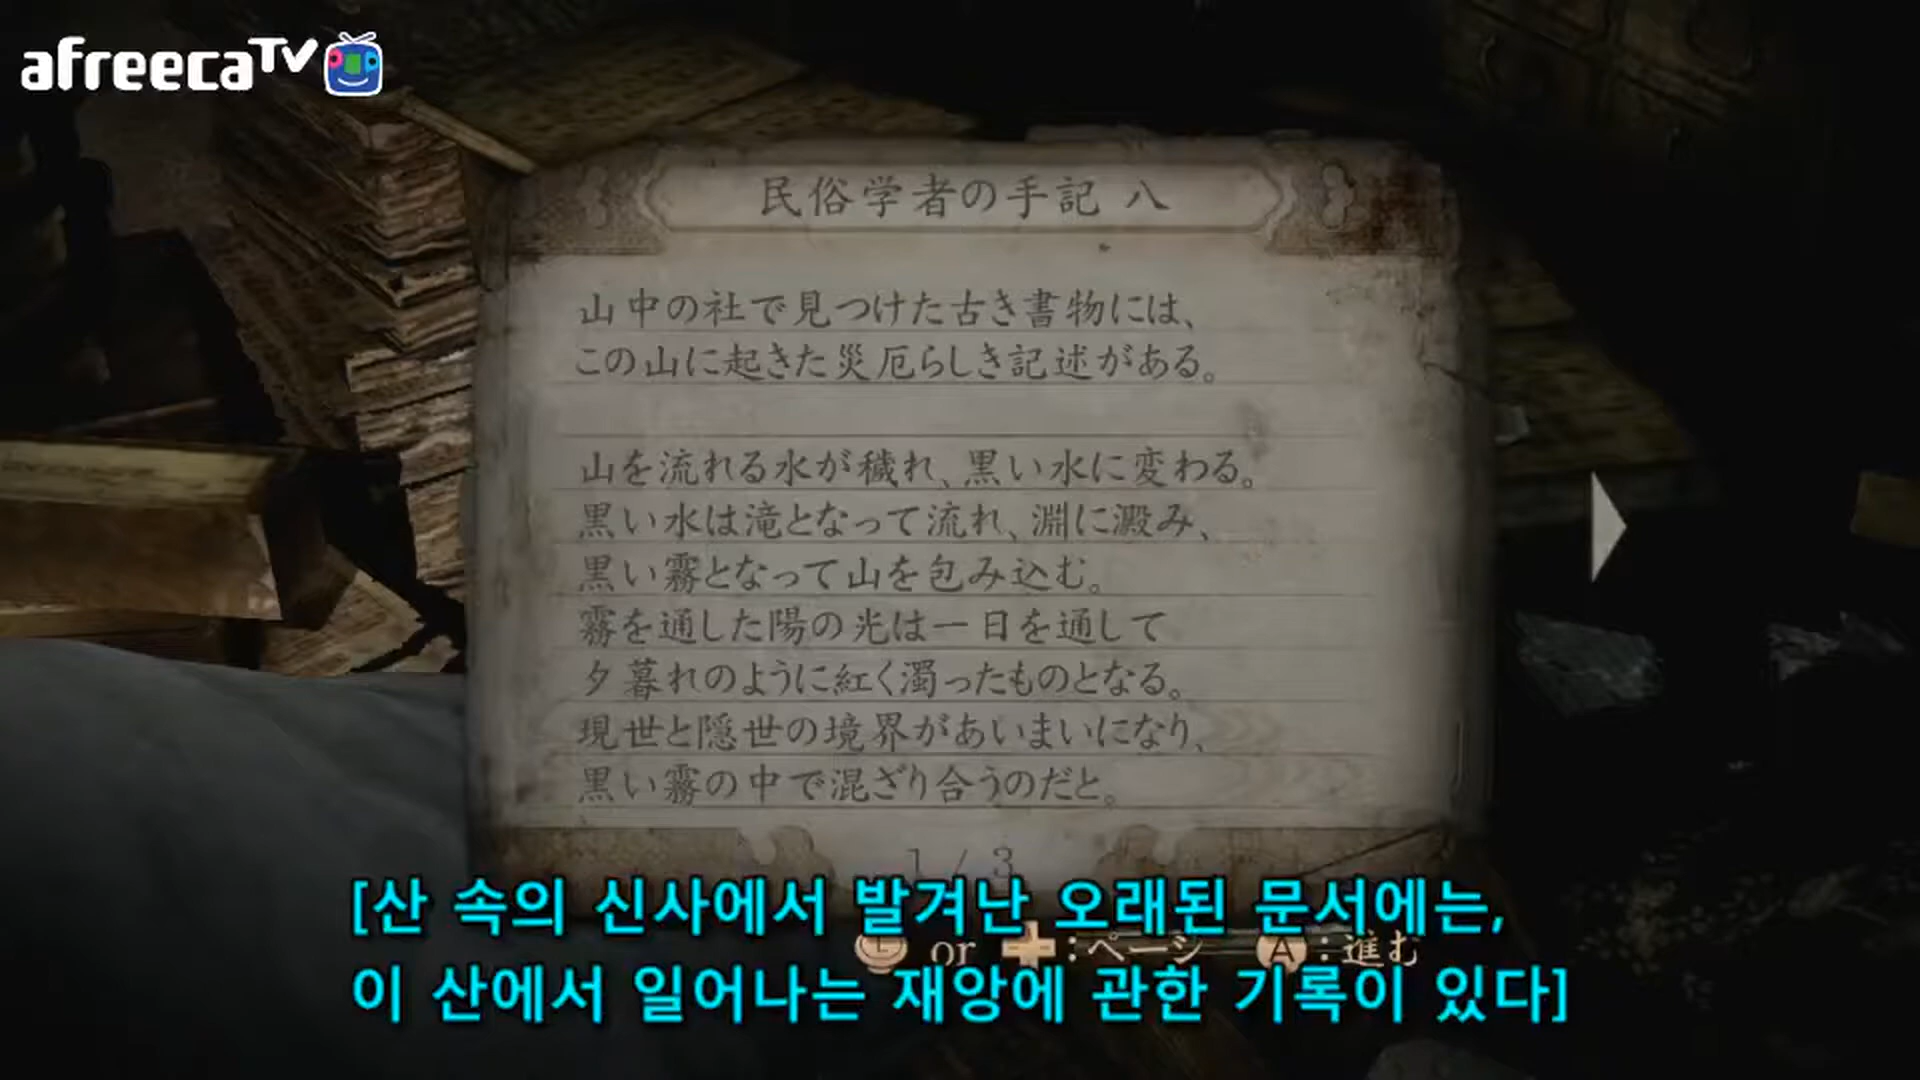 afreecaTV
民俗学者の手記 八
山中の社で見つけた古き書物には、
この山に起きた災厄らしき記述がある。
山を流れる水が穢れ、黒い水に変わる。
黒い水は滝となって流れ、淵に澱み、
黒い霧となって山を包み込む。
霧を通した陽の光は一日を通して
夕暮れのように紅く濁ったものとなる。
現世と隠世の境界があいまいになり、
黒い霧の中で混ざり合うのだと。
1 / 3
[산 속의 신사에서 발겨난 오래된 문서에는,
L or :ページ A:進む
이 산에서 일어나는 재앙에 관한 기록이 있다]